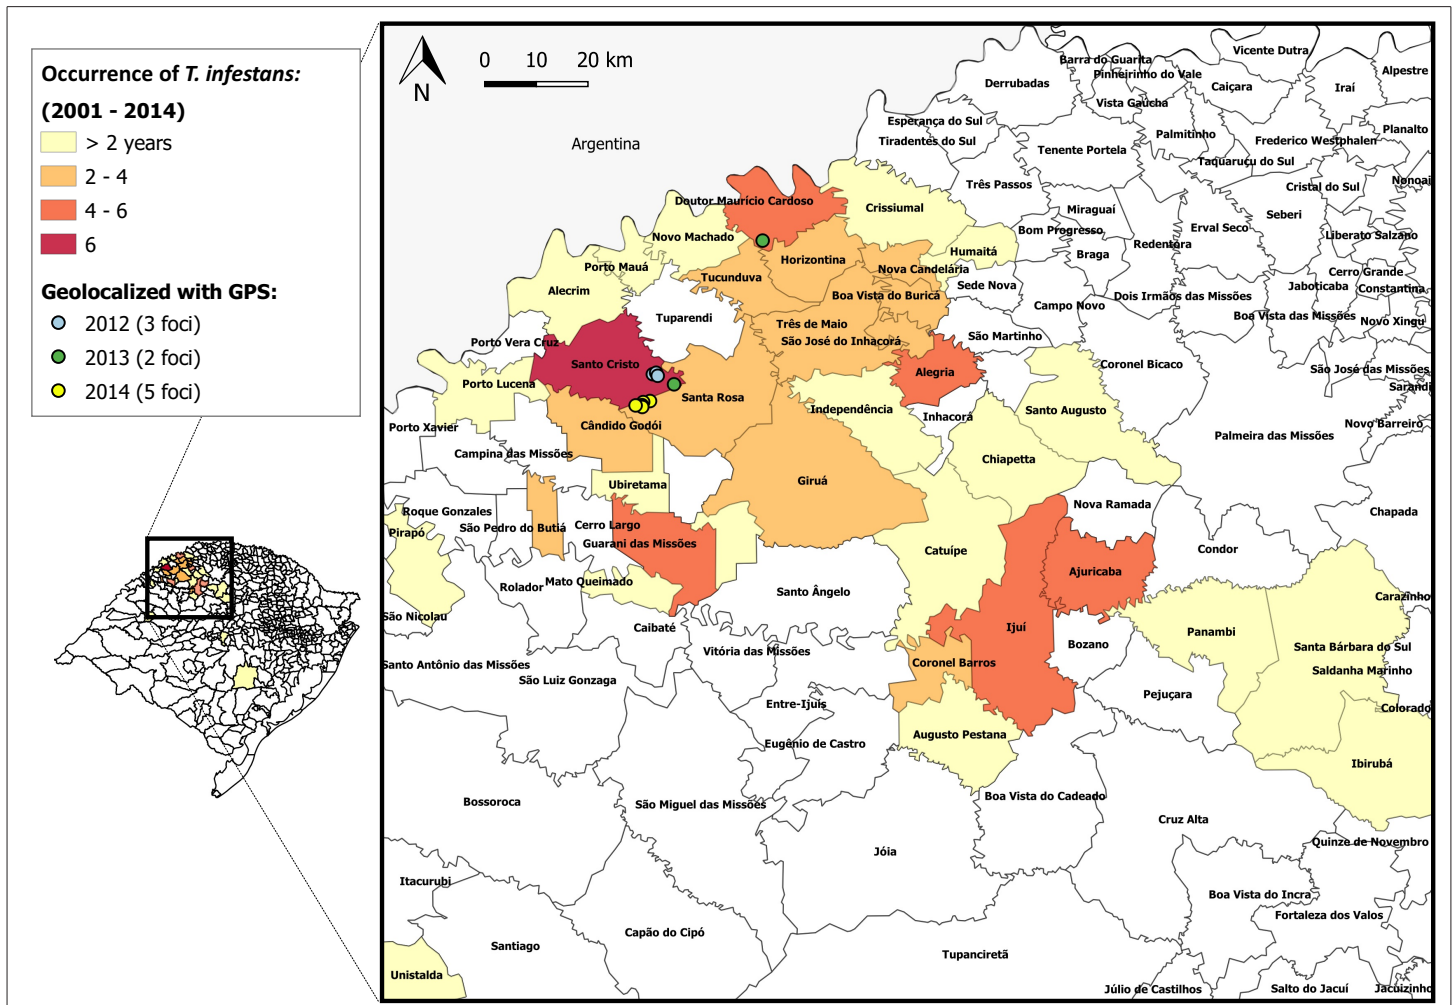 Occurrence of T. infestans:
(2001 - 2014)
> 2 years
2 - 4
4 - 6
6
Geolocalized with GPS:
2012 (3 foci)
2013 (2 foci)
2014 (5 foci)
N
0 10 20 km
Argentina
Vicente Dutra
Barra do Guarita
Pinheirinho do Vale
Alpestre
Derrubadas
Caiçara
Iraí
Vista Gaúcha
Esperança do Sul
Tiradentes do Sul
Palmitinho
Planalto
Frederico Westphalen
Tenente Portela
Taquaruçu do Sul
Três Passos
Cristal do Sul
Nonoai
Doutor Maurício Cardoso
Crissiumal
Miraguaí
Seberi
Bom Progresso
Erval Seco
Liberato Salzano
Novo Machado
Humaitá
Redentora
Braga
Horizontina
Porto Mauá
Nova Candelária
Cerro Grande
Tucunduva
Sede Nova
Jaboticaba
Constantina
Alecrim
Boa Vista do Buricá
Dois Irmãos das Missões
Campo Novo
Tuparendi
Três de Maio
Boa Vista das Missões
Novo Xingu
São José do Inhacorá
São Martinho
Porto Vera Cruz
Santo Cristo
Alegria
Coronel Bicaco
São José das Missões
Sarandi
Porto Lucena
Santa Rosa
Independência
Santo Augusto
Inhacorá
Porto Xavier
Cândido Godói
Novo Barreiro
Palmeira das Missões
Campina das Missões
Chiapetta
Ubiretama
Giruá
Nova Ramada
Roque Gonzales
Chapada
São Pedro do Butiá
Cerro Largo
Pirapó
Guarani das Missões
Catuípe
Condor
Ajuricaba
Rolador
Mato Queimado
Santo Ângelo
Carazinho
São Nicolau
Caibaté
Ijuí
Panambi
Bozano
Santa Bárbara do Sul
Vitória das Missões
Santo Antônio das Missões
Coronel Barros
Saldanha Marinho
São Luiz Gonzaga
Pejuçara
Entre-Ijuís
Colorado
Augusto Pestana
Eugênio de Castro
Ibirubá
Bossoroca
São Miguel das Missões
Boa Vista do Cadeado
Cruz Alta
Quinze de Novembro
Jóia
Itacurubi
Boa Vista do Incra
Fortaleza dos Valos
Capão do Cipó
Santiago
Tupanciretã
Unistalda
Júlio de Castilhos
Salto do Jacuí
Jacuizinho